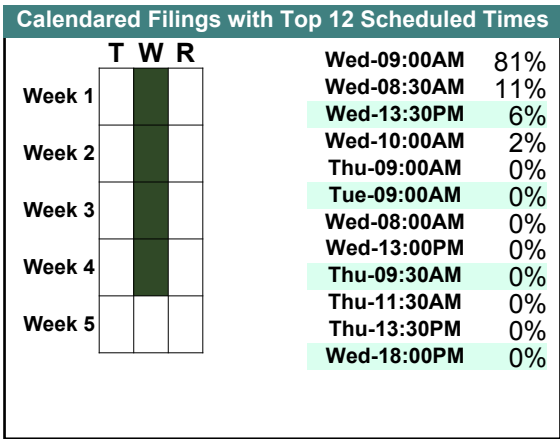 Calendared Filings with Top 12 Scheduled Times
T W R
Week 1
Week 2
Week 3
Week 4
Week 5
Wed-09:00AM 81%
Wed-08:30AM 11%
Wed-13:30PM 6%
Wed-10:00AM 2%
Thu-09:00AM 0%
Tue-09:00AM 0%
Wed-08:00AM 0%
Wed-13:00PM 0%
Thu-09:30AM 0%
Thu-11:30AM 0%
Thu-13:30PM 0%
Wed-18:00PM 0%